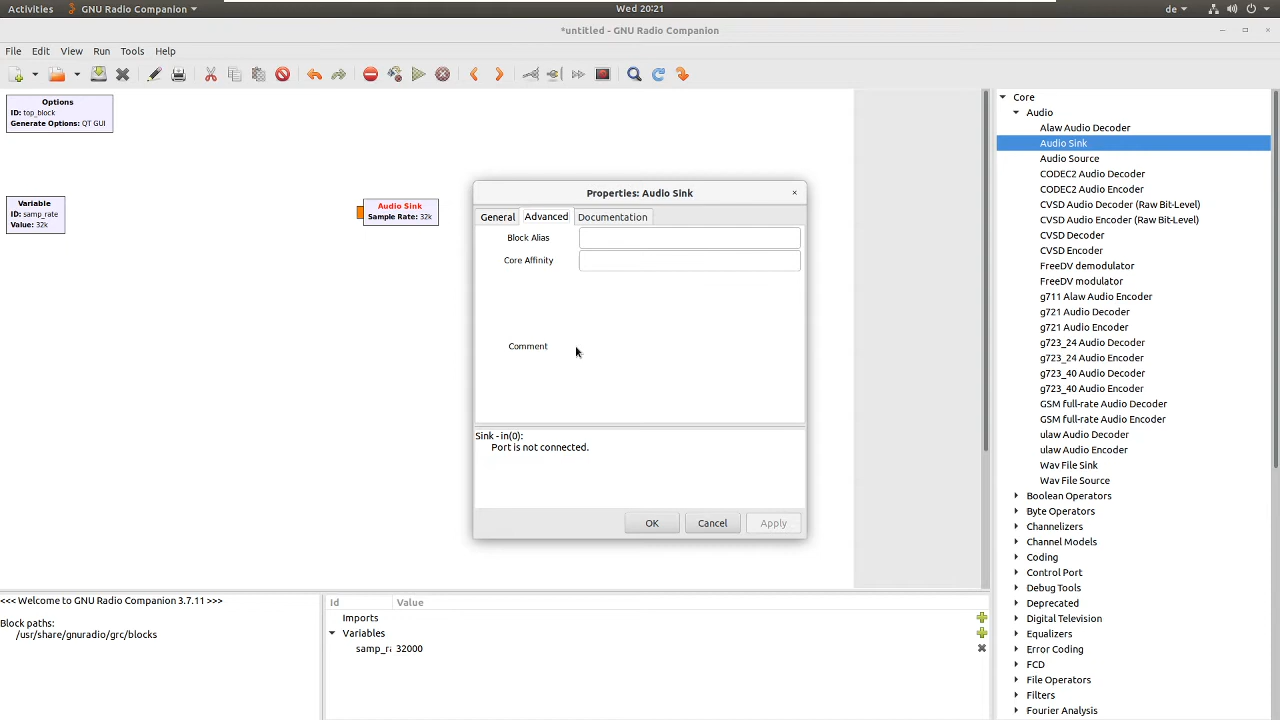 Activities
GNU Radio Companion
Wed 20:21
de
*untitled - GNU Radio Companion
File Edit View Run Tools Help
Options
ID: top_block
Generate Options: QT GUI
Variable
ID: samp_rate
Value: 32k
Audio Sink
Sample Rate: 32k
Properties: Audio Sink
General Advanced Documentation
Block Alias
Core Affinity
Comment
Sink - in(0):
Port is not connected.
OK Cancel Apply
Core
Audio
Alaw Audio Decoder
Audio Sink
Audio Source
CODEC2 Audio Decoder
CODEC2 Audio Encoder
CVSD Audio Decoder (Raw Bit-Level)
CVSD Audio Encoder (Raw Bit-Level)
CVSD Decoder
CVSD Encoder
FreeDV demodulator
FreeDV modulator
g711 Alaw Audio Encoder
g721 Audio Decoder
g721 Audio Encoder
g723_24 Audio Decoder
g723_24 Audio Encoder
g723_40 Audio Decoder
g723_40 Audio Encoder
GSM full-rate Audio Decoder
GSM full-rate Audio Encoder
ulaw Audio Decoder
ulaw Audio Encoder
Wav File Sink
Wav File Source
Boolean Operators
Byte Operators
Channelizers
Channel Models
Coding
Control Port
Debug Tools
Deprecated
Digital Television
Equalizers
Error Coding
FCD
File Operators
Filters
Fourier Analysis
<<< Welcome to GNU Radio Companion 3.7.11 >>>
Block paths:
/usr/share/gnuradio/grc/blocks
Id Value
Imports
Variables
samp_r 32000